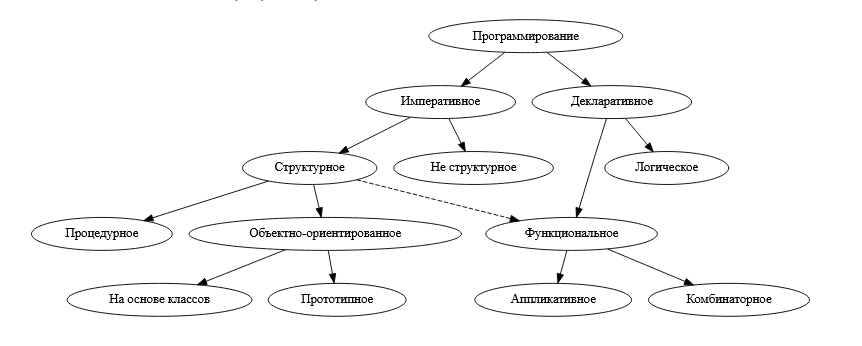 Программирование
Императивное
Декларативное
Структурное
Не структурное
Логическое
Процедурное
Объектно-ориентированное
Функциональное
На основе классов
Прототипное
Аппликативное
Комбинаторное